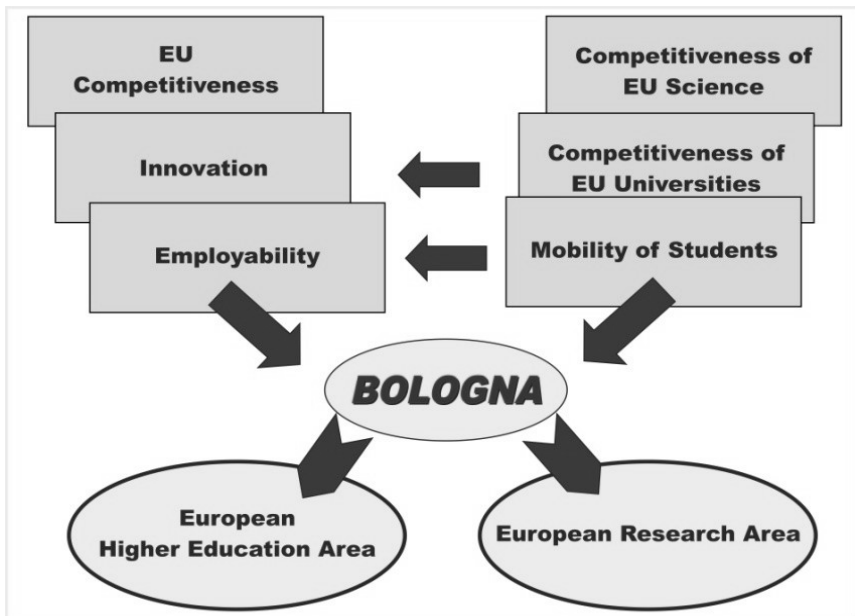 EU
Competitiveness
Innovation
Employability
Competitiveness of
EU Science
Competitiveness of
EU Universities
Mobility of Students
BOLOGNA
European
Higher Education Area
European Research Area